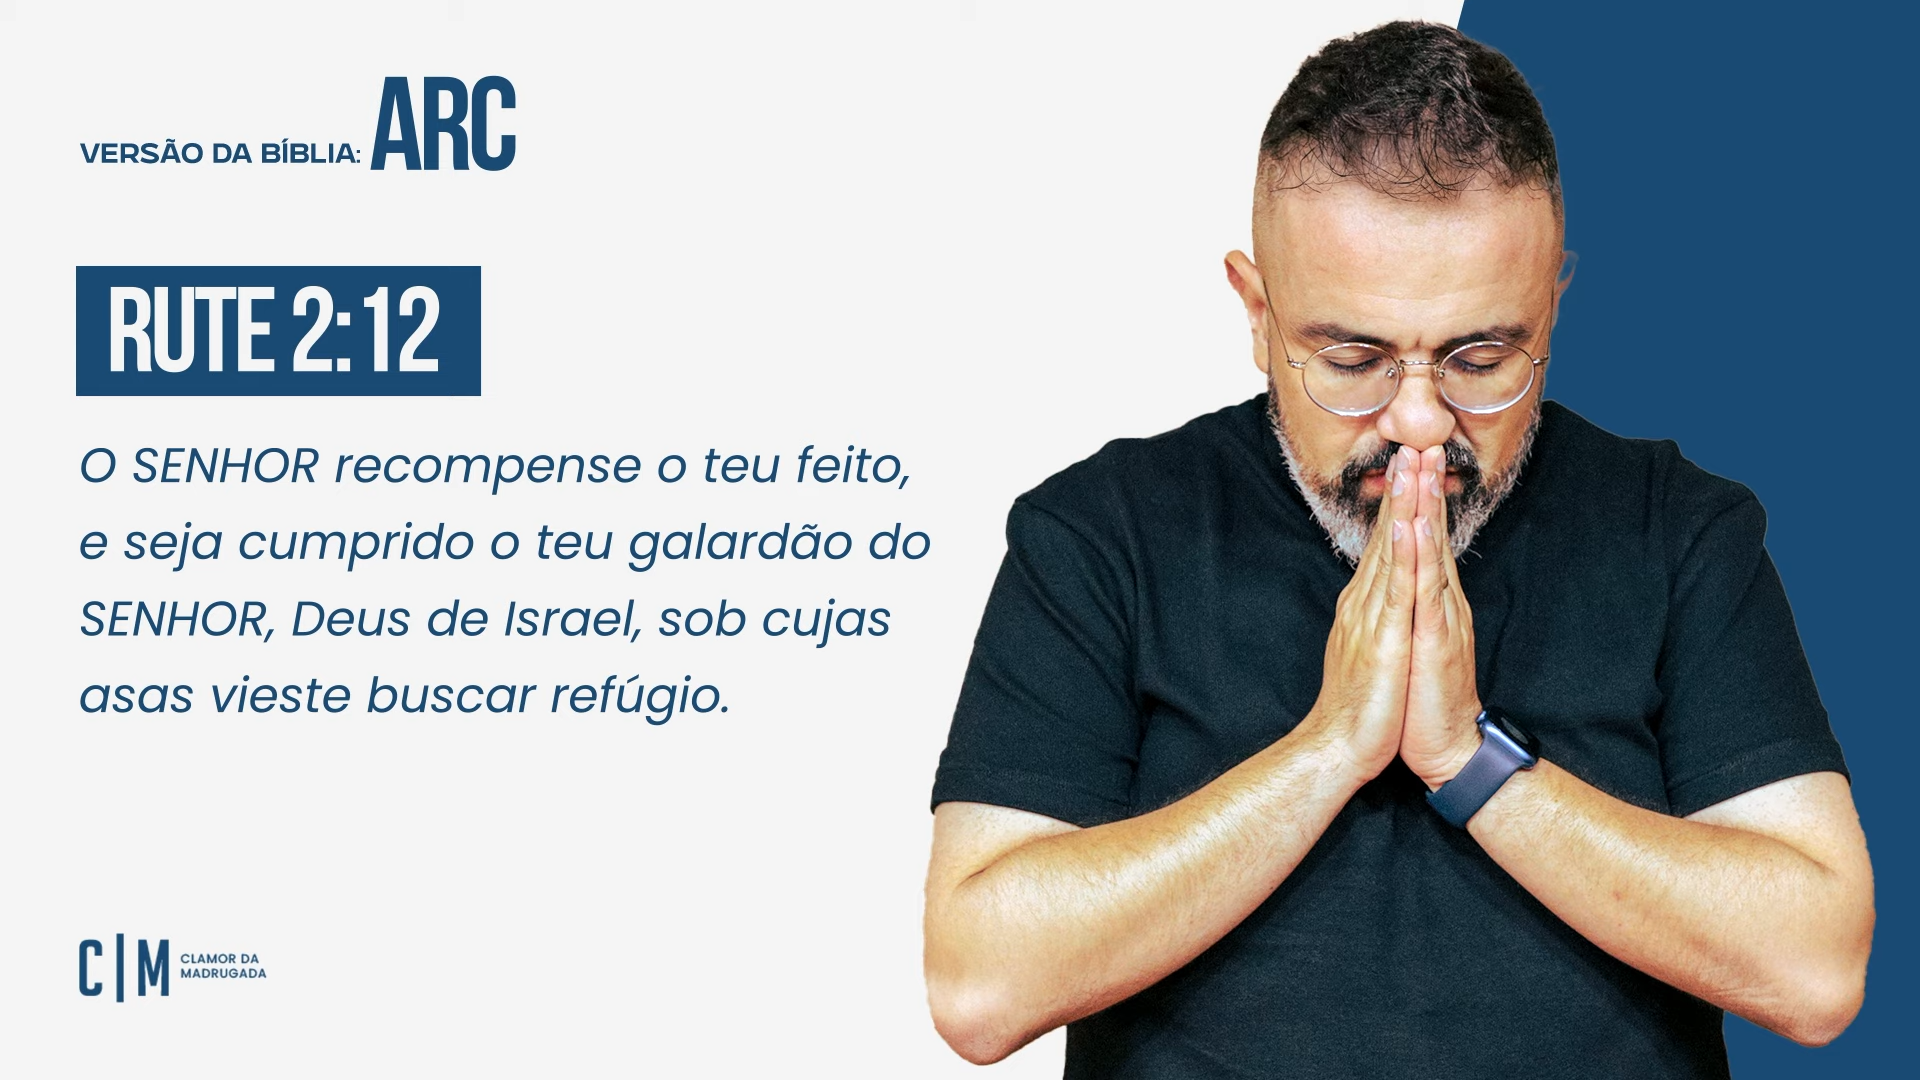 VERSÃO DA BÍBLIA: ARC
RUTE 2:12
O SENHOR recompense o teu feito,
e seja cumprido o teu galardão do
SENHOR, Deus de Israel, sob cujas
asas vieste buscar refúgio.
C|M CLAMOR DA
MADRUGADA